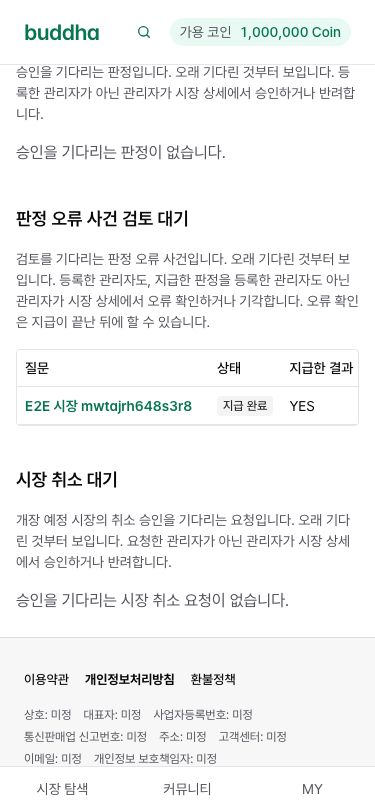 buddha
가용 코인 1,000,000 Coin
승인을 기다리는 판정입니다. 오래 기다린 것부터 보입니다. 등
록한 관리자가 아닌 관리자가 시장 상세에서 승인하거나 반려합
니다.
승인을 기다리는 판정이 없습니다.
판정 오류 사건 검토 대기
검토를 기다리는 판정 오류 사건입니다. 오래 기다린 것부터 보
입니다. 등록한 관리자도, 지급한 판정을 등록한 관리자도 아닌
관리자가 시장 상세에서 오류 확인하거나 기각합니다. 오류 확인
은 지급이 끝난 뒤에 할 수 있습니다.
질문 상태 지급한 결과
E2E 시장 mwtajrh648s3r8 지급 완료 YES
시장 취소 대기
개장 예정 시장의 취소 승인을 기다리는 요청입니다. 오래 기다
린 것부터 보입니다. 요청한 관리자가 아닌 관리자가 시장 상세
에서 승인하거나 반려합니다.
승인을 기다리는 시장 취소 요청이 없습니다.
이용약관 개인정보처리방침 환불정책
상호: 미정 대표자: 미정 사업자등록번호: 미정
통신판매업 신고번호: 미정 주소: 미정 고객센터: 미정
이메일: 미정 개인정보 보호책임자: 미정
시장 탐색 커뮤니티 MY